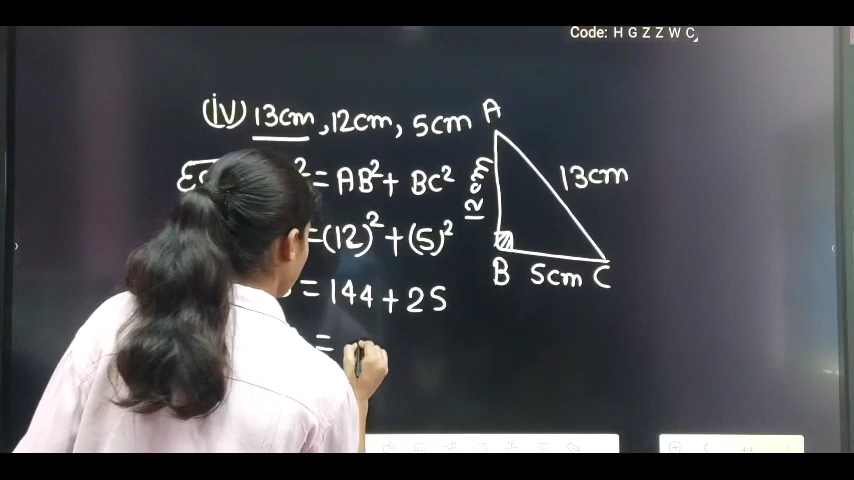 Code: H G Z Z W C
(iv) 13cm, 12cm, 5cm
² = AB² + BC²
= (12)² + (5)²
= 144 + 25
=
A
12cm
13cm
B 5cm C